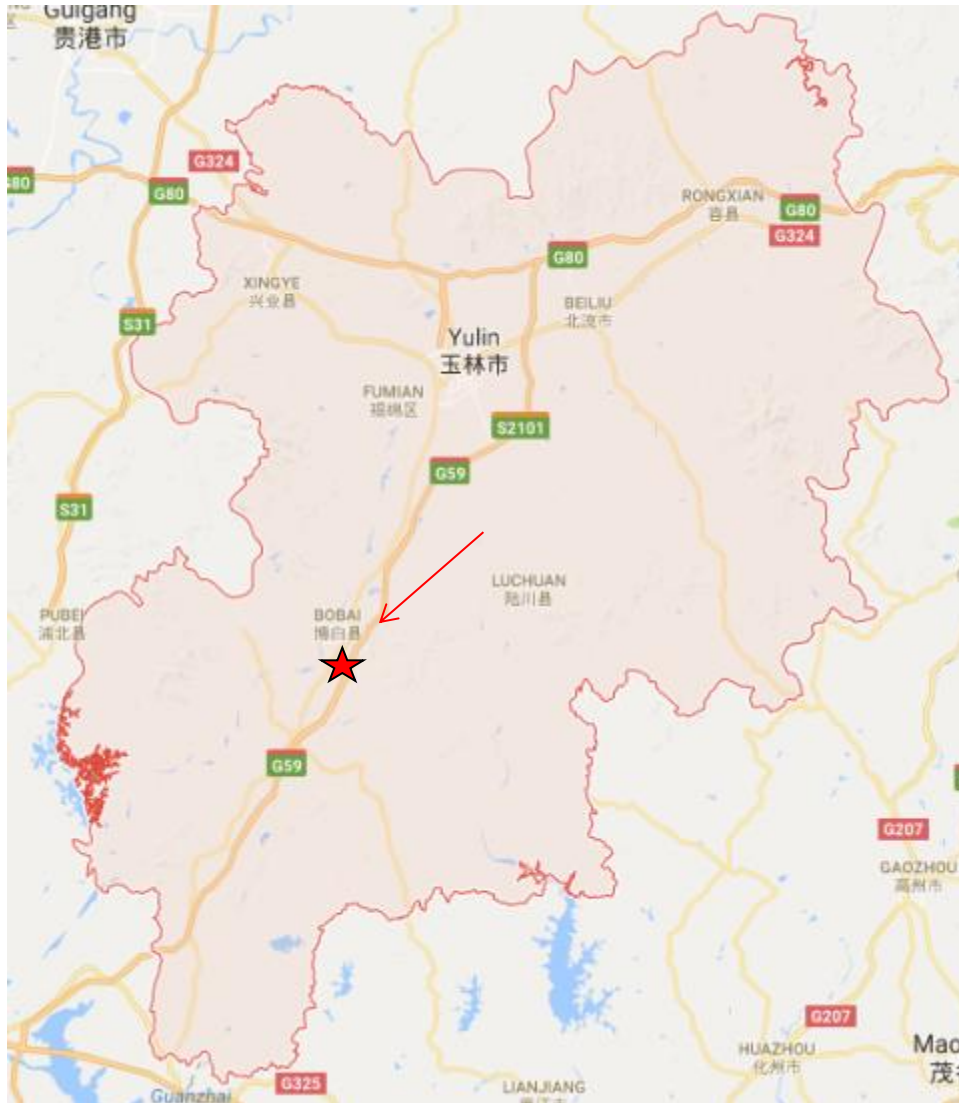 Guigang
贵港市
G324
G80
G80
RONGXIAN
容县
G80
G324
G80
XINGYE
兴业县
BEILIU
北流市
S31
Yulin
玉林市
FUMIAN
福绵区
S2101
G59
S31
LUCHUAN
陆川县
PUBEI
浦北县
BOBAI
博白县
G59
G207
GAOZHOU
高州市
G207
HUAZHOU
化州市
Mao
茂
G325
LIANJIANG
Guanzhai